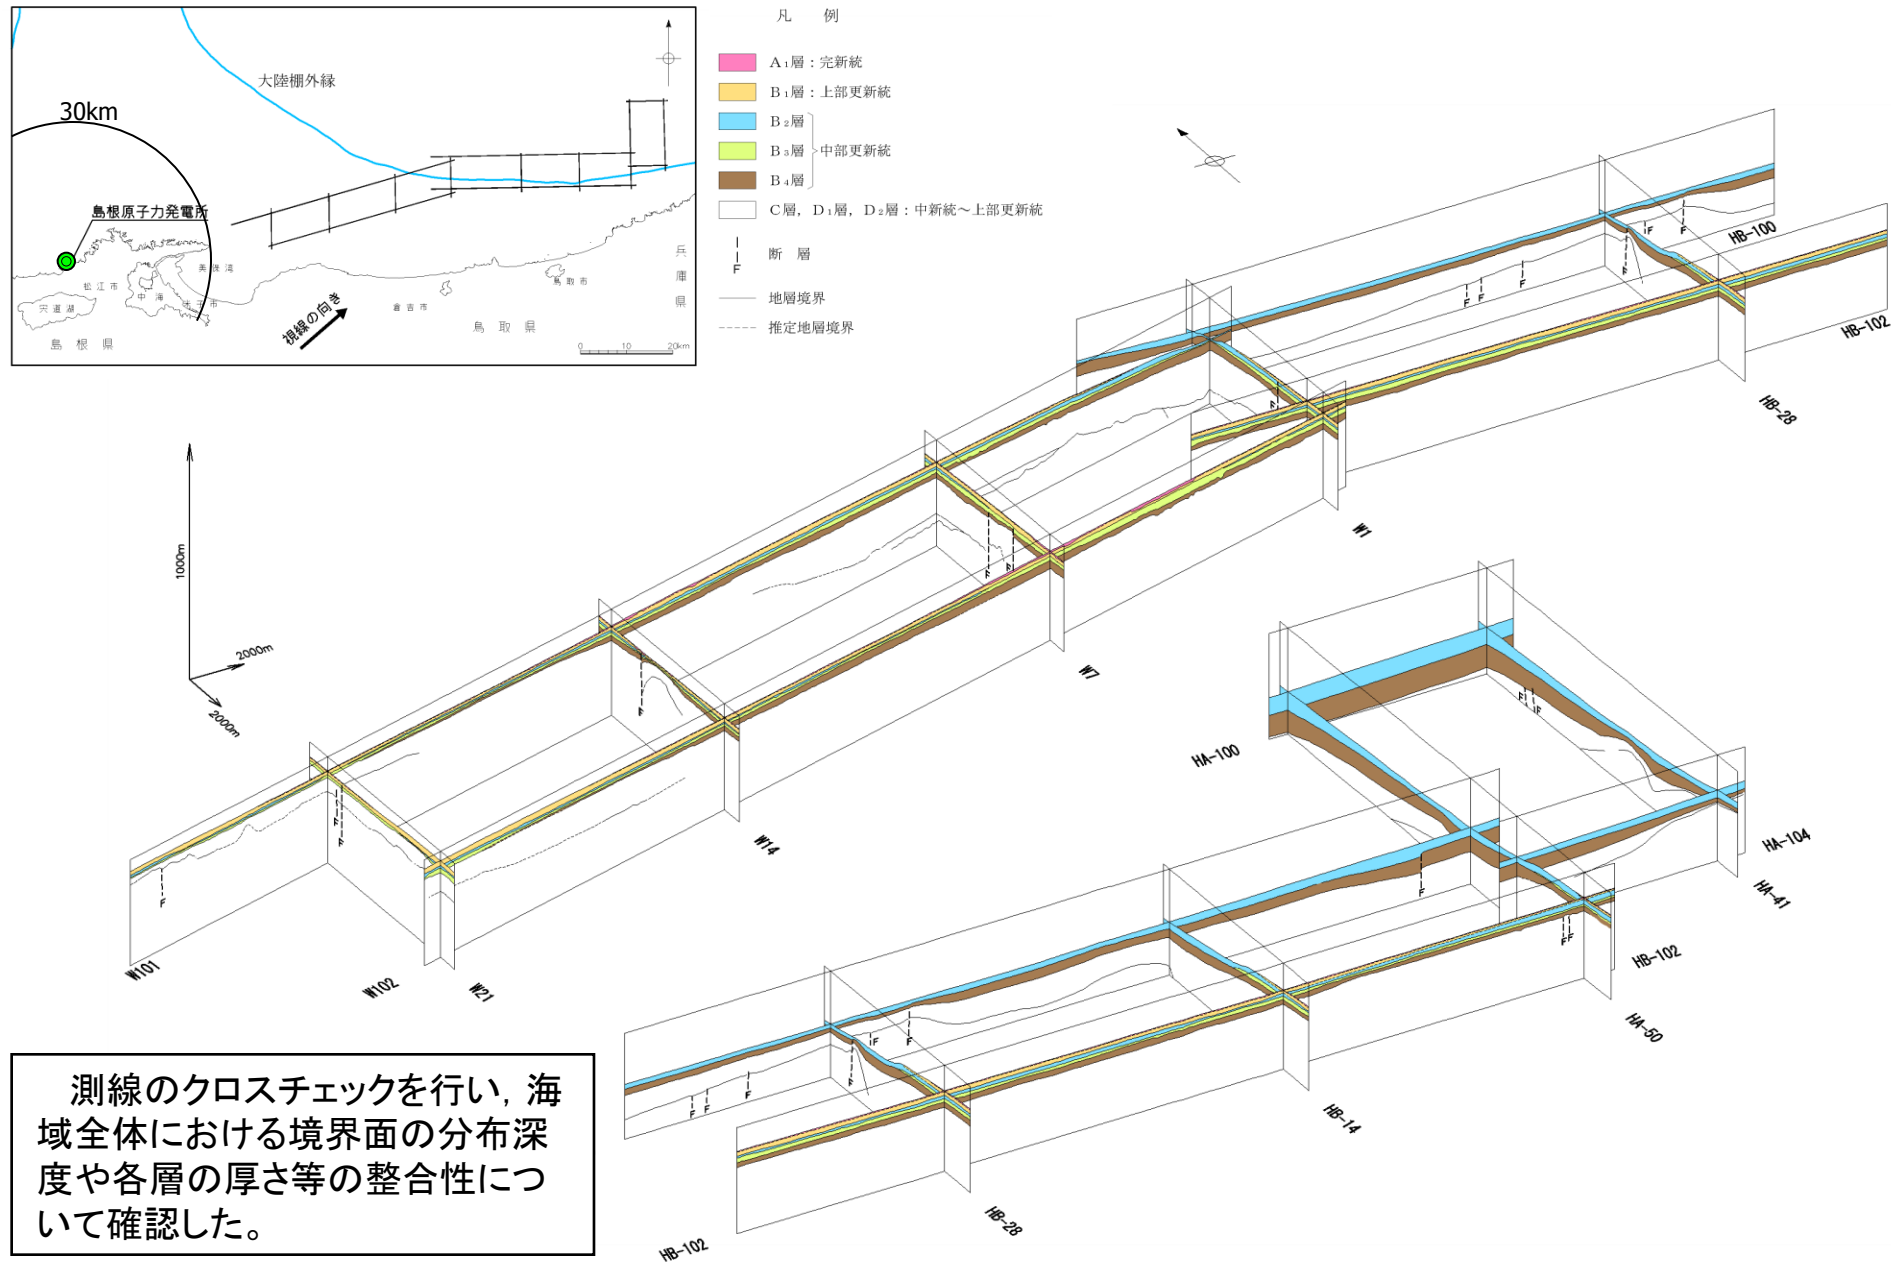 大陸棚外縁
30km
島根原子力発電所
美保湾
松江市
中海
米子市
宍道湖
島根県
視線の向き
倉吉市
鳥取市
鳥取県
兵庫県
0 10 20km
凡 例
A₁層：完新統
B₁層：上部更新統
B₂層
B₃層 中部更新統
B₄層
C層, D₁層, D₂層：中新統～上部更新統
F 断層
地層境界
推定地層境界
1000m
2000m
2000m
HB-100
HB-102
HB-28
W1
W7
W14
W101
W102
W21
F
F
F
F
F
F
F
F
F
F
F
F
F
F
HA-100
HA-104
HA-41
HB-102
HA-50
HB-14
HB-28
HB-102
F
F
F
F
F
F
F
F
F
F
F
測線のクロスチェックを行い, 海
域全体における境界面の分布深
度や各層の厚さ等の整合性につ
いて確認した。